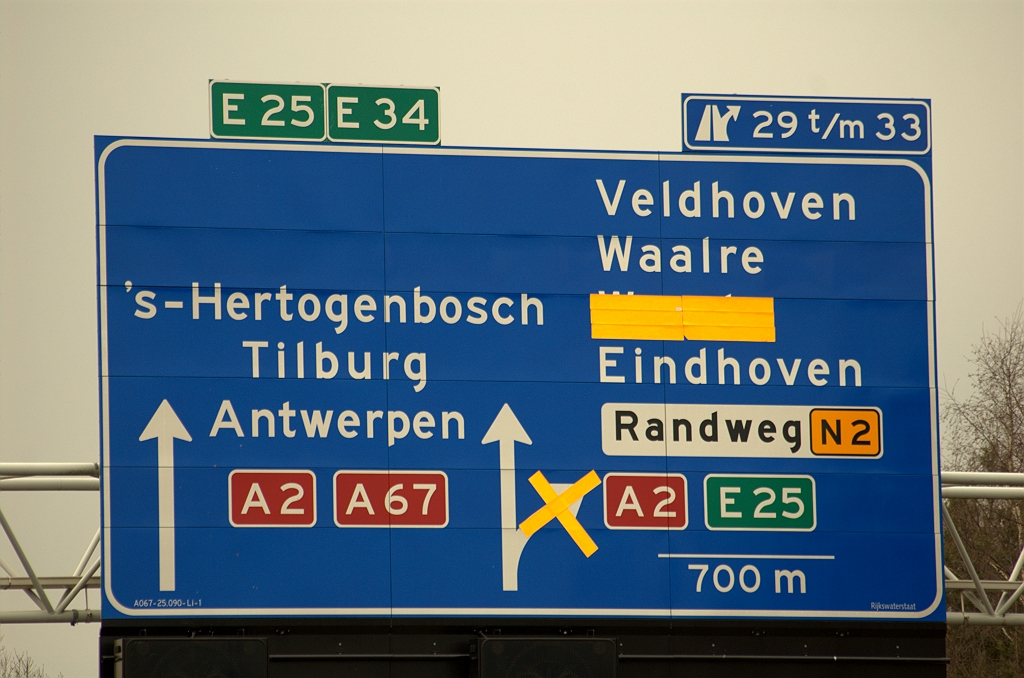 E 25 E 34
29 t/m 33
's-Hertogenbosch
Tilburg
Antwerpen
A2 A67
Veldhoven
Waalre
Eindhoven
Randweg N2
A2 E25
700 m
A067-25.090-Li-1
Rijkswaterstaat